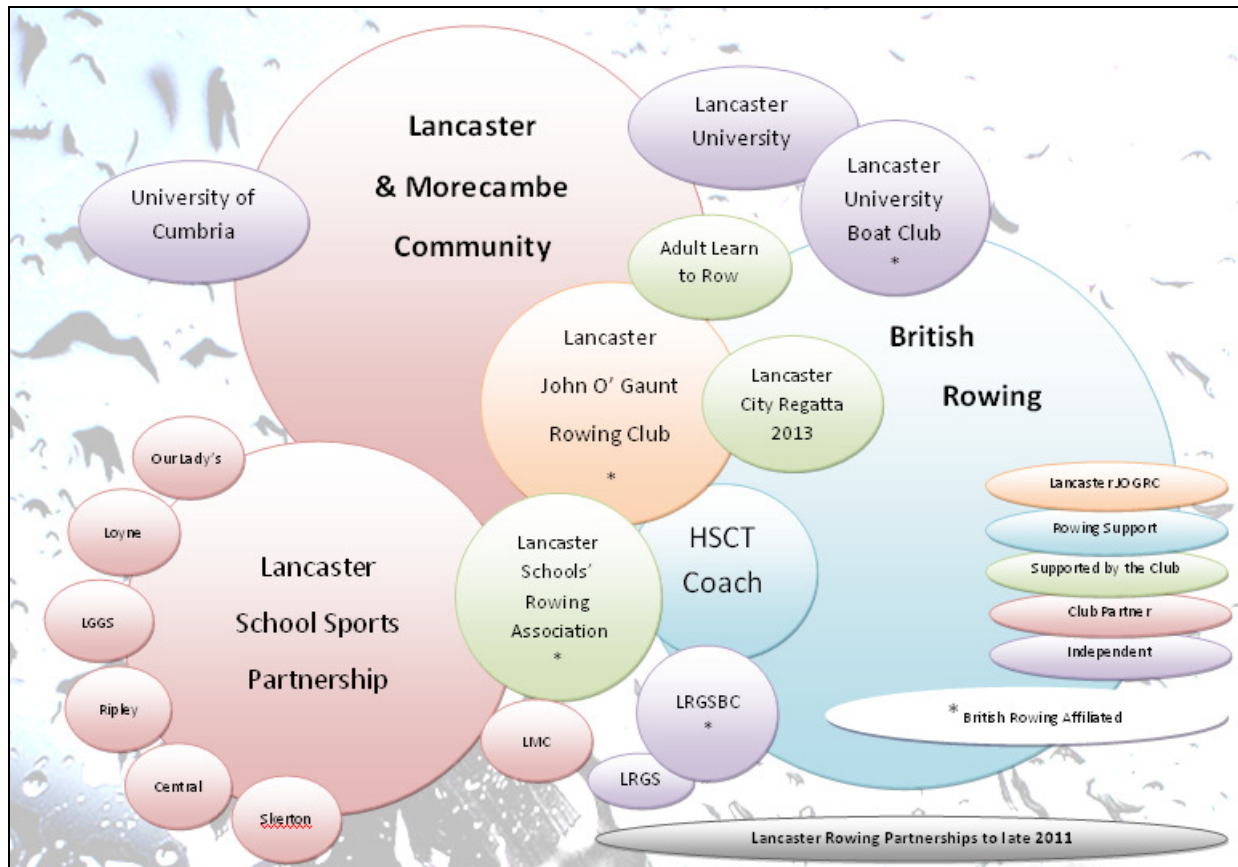 Lancaster
& Morecambe
Community
Lancaster
University
Lancaster
University
Boat Club
*
University of
Cumbria
Adult Learn
to Row
Lancaster
John O' Gaunt
Rowing Club
*
Lancaster
City Regatta
2013
British
Rowing
Our Lady's
Loyne
LGGS
Ripley
Central
Skerton
Lancaster
School Sports
Partnership
Lancaster
Schools'
Rowing
Association
*
HSCT
Coach
LMC
LRGS
LRGSBC
*
Lancaster JOGRC
Rowing Support
Supported by the Club
Club Partner
Independent
* British Rowing Affiliated
Lancaster Rowing Partnerships to late 2011